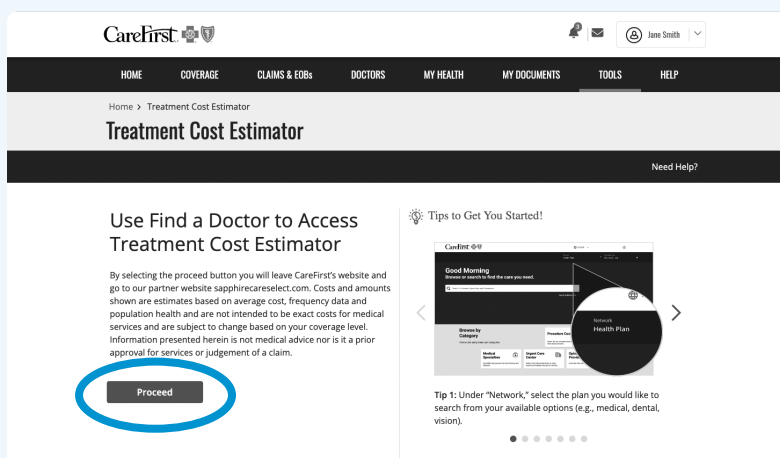 CareFirst
3
Jane Smith
HOME COVERAGE CLAIMS & EOBs DOCTORS MY HEALTH MY DOCUMENTS TOOLS HELP
Home > Treatment Cost Estimator
Treatment Cost Estimator
Need Help?
Use Find a Doctor to Access
Treatment Cost Estimator
By selecting the proceed button you will leave CareFirst's website and
go to our partner website sapphirecareselect.com. Costs and amounts
shown are estimates based on average cost, frequency data and
population health and are not intended to be exact costs for medical
services and are subject to change based on your coverage level.
Information presented herein is not medical advice nor is it a prior
approval for services or judgement of a claim.
Proceed
Tips to Get You Started!
CareFirst
Good Morning
Browse or search to find the care you need.
Network
Health Plan
Browse by
Category
Procedure Cost
Medical
Specialties
Urgent Care
Center
Tip 1: Under "Network," select the plan you would like to
search from your available options (e.g., medical, dental,
vision).